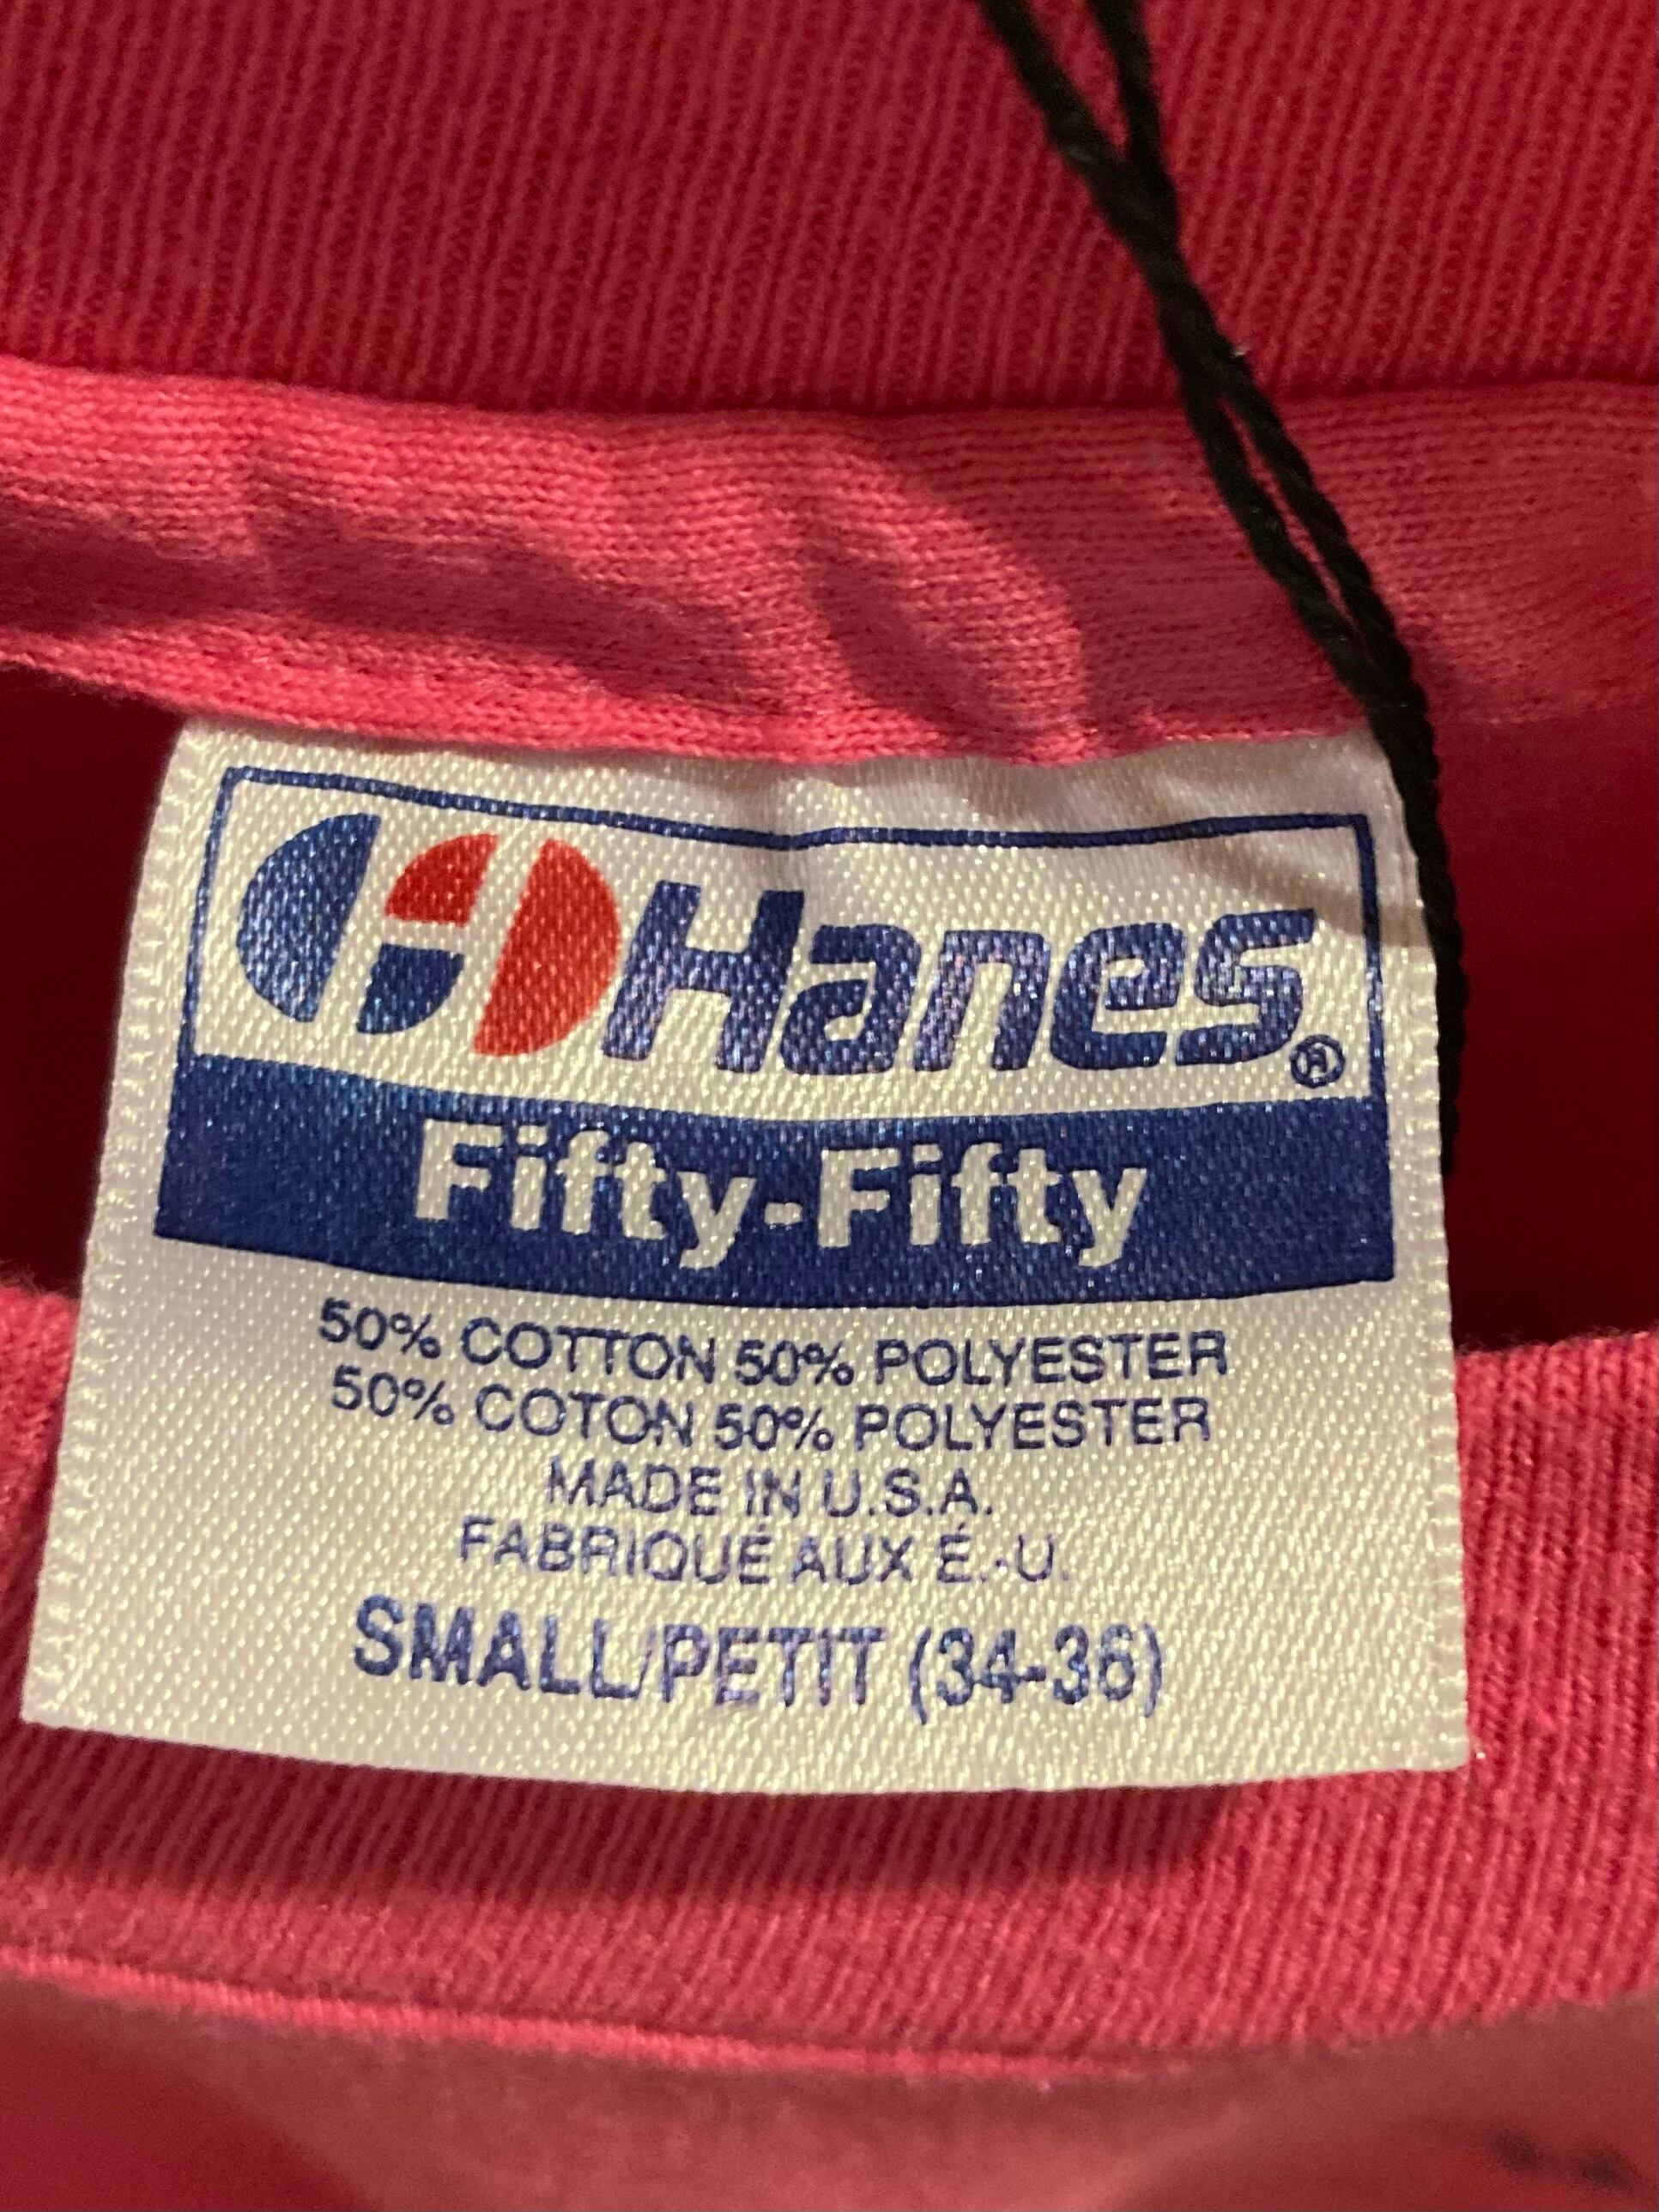 Hanes®
Fifty-Fifty
50% COTTON 50% POLYESTER
50% COTON 50% POLYESTER
MADE IN U.S.A.
FABRIQUÉ AUX É.-U.
SMALL/PETIT (34-36)